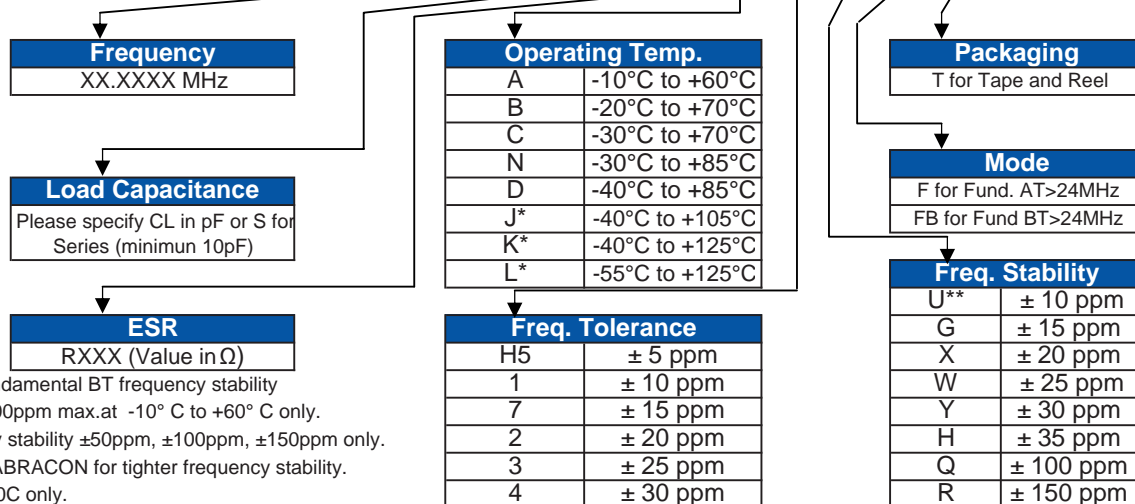 Frequency
XX.XXXX MHz
Load Capacitance
Please specify CL in pF or S for
Series (minimun 10pF)
ESR
RXXX (Value in Ω)
damental BT frequency stability
00ppm max.at -10° C to +60° C only.
y stability ±50ppm, ±100ppm, ±150ppm only.
ABRACON for tighter frequency stability.
0C only.
Operating Temp.
A -10°C to +60°C
B -20°C to +70°C
C -30°C to +70°C
N -30°C to +85°C
D -40°C to +85°C
J* -40°C to +105°C
K* -40°C to +125°C
L* -55°C to +125°C
Freq. Tolerance
H5 ± 5 ppm
1 ± 10 ppm
7 ± 15 ppm
2 ± 20 ppm
3 ± 25 ppm
4 ± 30 ppm
Packaging
T for Tape and Reel
Mode
F for Fund. AT>24MHz
FB for Fund BT>24MHz
Freq. Stability
U** ± 10 ppm
G ± 15 ppm
X ± 20 ppm
W ± 25 ppm
Y ± 30 ppm
H ± 35 ppm
Q ± 100 ppm
R ± 150 ppm